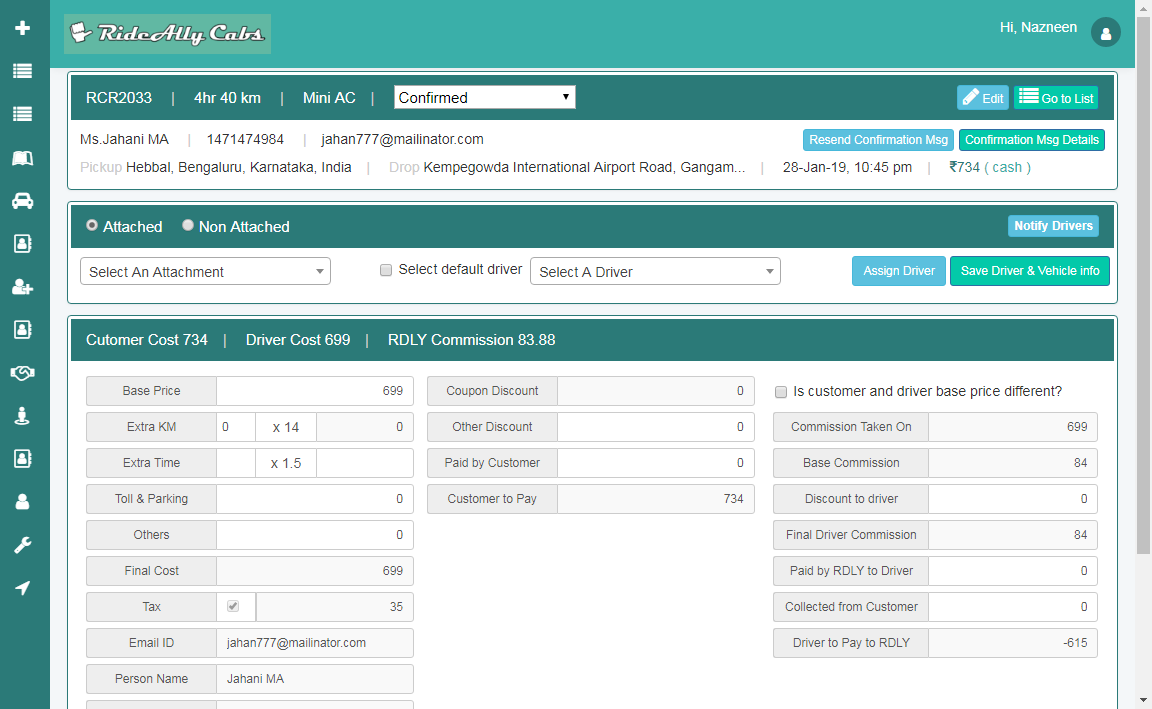 RideAlly Cabs
Hi, Nazneen
RCR2033 | 4hr 40 km | Mini AC | Confirmed
Edit
Go to List
Ms.Jahani MA | 1471474984 | jahan777@mailinator.com
Resend Confirmation Msg
Confirmation Msg Details
Pickup Hebbal, Bengaluru, Karnataka, India | Drop Kempegowda International Airport Road, Gangam... | 28-Jan-19, 10:45 pm | ₹734 ( cash )
Attached Non Attached
Notify Drivers
Select An Attachment
Select default driver
Select A Driver
Assign Driver
Save Driver & Vehicle info
Cutomer Cost 734 | Driver Cost 699 | RDLY Commission 83.88
Base Price 699
Extra KM 0 x 14 0
Extra Time x 1.5
Toll & Parking 0
Others 0
Final Cost 699
Tax 35
Email ID jahan777@mailinator.com
Person Name Jahani MA
Coupon Discount 0
Other Discount 0
Paid by Customer 0
Customer to Pay 734
Is customer and driver base price different?
Commission Taken On 699
Base Commission 84
Discount to driver 0
Final Driver Commission 84
Paid by RDLY to Driver 0
Collected from Customer 0
Driver to Pay to RDLY -615